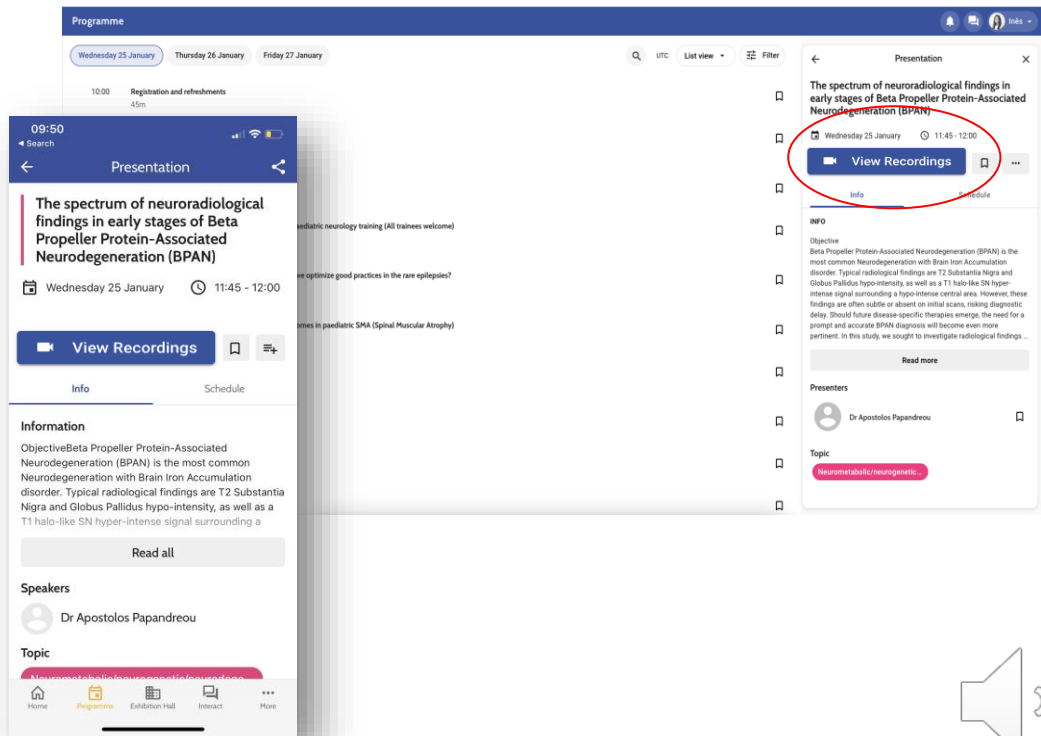 Programme
Inês
Wednesday 25 January
Thursday 26 January
Friday 27 January
UTC
List view
Filter
10:00
Registration and refreshments
45m
aediatric neurology training (All trainees welcome)
ve optimize good practices in the rare epilepsies?
omes in paediatric SMA (Spinal Muscular Atrophy)
Presentation
The spectrum of neuroradiological findings in
early stages of Beta Propeller Protein-Associated
Neurodegeneration (BPAN)
Wednesday 25 January
11:45 - 12:00
View Recordings
Info
Schedule
INFO
Objective
Beta Propeller Protein-Associated Neurodegeneration (BPAN) is the
most common Neurodegeneration with Brain Iron Accumulation
disorder. Typical radiological findings are T2 Substantia Nigra and
Globus Pallidus hypo-intensity, as well as a T1 halo-like SN hyper-
intense signal surrounding a hypo-intense central area. However, these
findings are often subtle or absent on initial scans, risking diagnostic
delay. Should future disease-specific therapies emerge, the need for a
prompt and accurate BPAN diagnosis will become even more
pertinent. In this study, we sought to investigate radiological findings ...
Read more
Presenters
Dr Apostolos Papandreou
Topic
Neurometabolic/neurogenetic...
09:50
Search
Presentation
The spectrum of neuroradiological
findings in early stages of Beta
Propeller Protein-Associated
Neurodegeneration (BPAN)
Wednesday 25 January
11:45 - 12:00
View Recordings
Info
Schedule
Information
ObjectiveBeta Propeller Protein-Associated
Neurodegeneration (BPAN) is the most common
Neurodegeneration with Brain Iron Accumulation
disorder. Typical radiological findings are T2 Substantia
Nigra and Globus Pallidus hypo-intensity, as well as a
T1 halo-like SN hyper-intense signal surrounding a
Read all
Speakers
Dr Apostolos Papandreou
Topic
Neurometabolic/neurogenetic/neurodege...
Home
Programme
Exhibition Hall
Interact
More